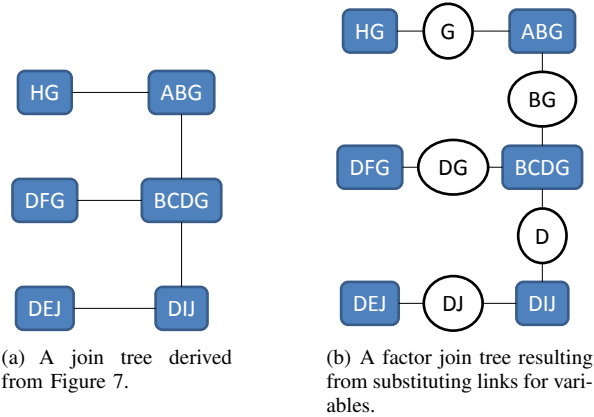 HG
ABG
DFG
BCDG
DEJ
DIJ
(a) A join tree derived
from Figure 7.
HG
G
ABG
BG
DFG
DG
BCDG
D
DEJ
DJ
DIJ
(b) A factor join tree resulting
from substituting links for vari-
ables.